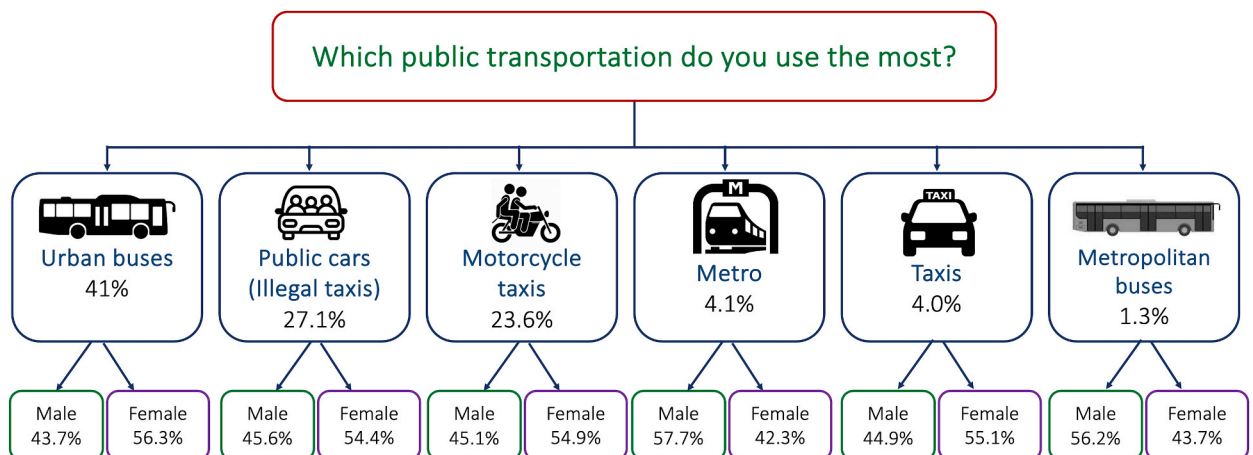 Which public transportation do you use the most?
M
TAXI
Urban buses
41%
Public cars
(Illegal taxis)
27.1%
Motorcycle
taxis
23.6%
Metro
4.1%
Taxis
4.0%
Metropolitan
buses
1.3%
Male
43.7%
Female
56.3%
Male
45.6%
Female
54.4%
Male
45.1%
Female
54.9%
Male
57.7%
Female
42.3%
Male
44.9%
Female
55.1%
Male
56.2%
Female
43.7%